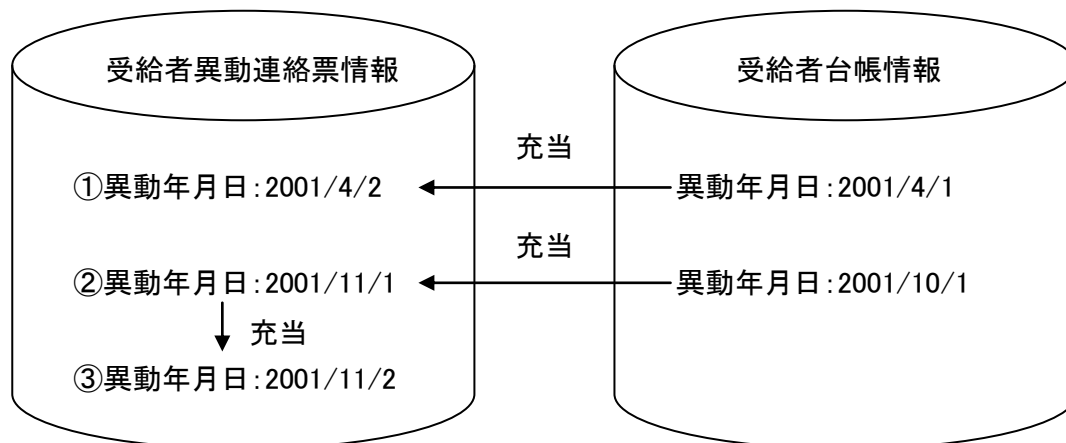 受給者異動連絡票情報
受給者台帳情報
充当
①異動年月日:2001/4/2
異動年月日:2001/4/1
充当
②異動年月日:2001/11/1
異動年月日:2001/10/1
充当
③異動年月日:2001/11/2